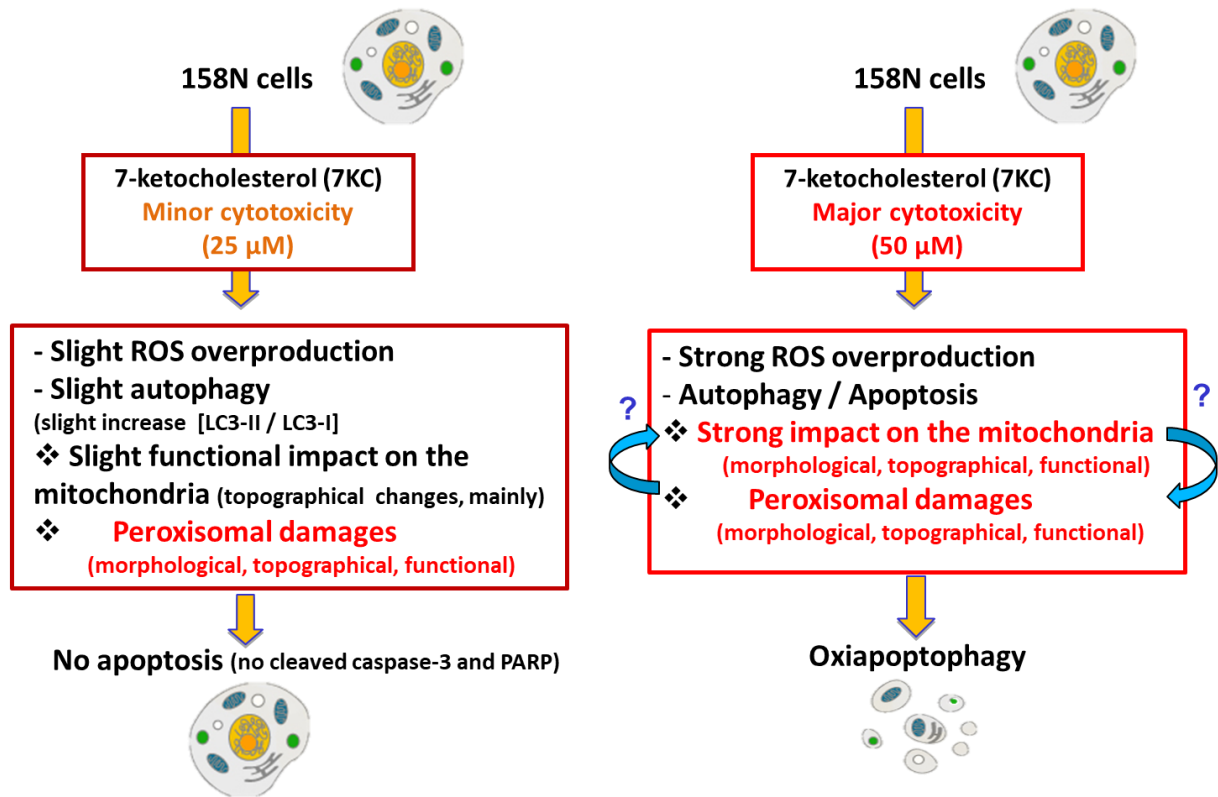 158N cells
7-ketocholesterol (7KC)
Minor cytotoxicity
(25 µM)
- Slight ROS overproduction
- Slight autophagy
(slight increase [LC3-II / LC3-I]
❖ Slight functional impact on the
mitochondria (topographical changes, mainly)
❖ Peroxisomal damages
(morphological, topographical, functional)
No apoptosis (no cleaved caspase-3 and PARP)
158N cells
7-ketocholesterol (7KC)
Major cytotoxicity
(50 µM)
- Strong ROS overproduction
- Autophagy / Apoptosis
? ?
❖ Strong impact on the mitochondria
(morphological, topographical, functional)
❖ Peroxisomal damages
(morphological, topographical, functional)
Oxiapoptophagy